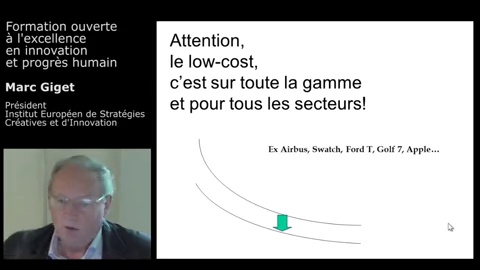 Formation ouverte
à l'excellence
en innovation
et progrès humain
Marc Giget
Président
Institut Européen de Stratégies
Créatives et d'Innovation
Attention,
le low-cost,
c’est sur toute la gamme
et pour tous les secteurs!
Ex Airbus, Swatch, Ford T, Golf 7, Apple…